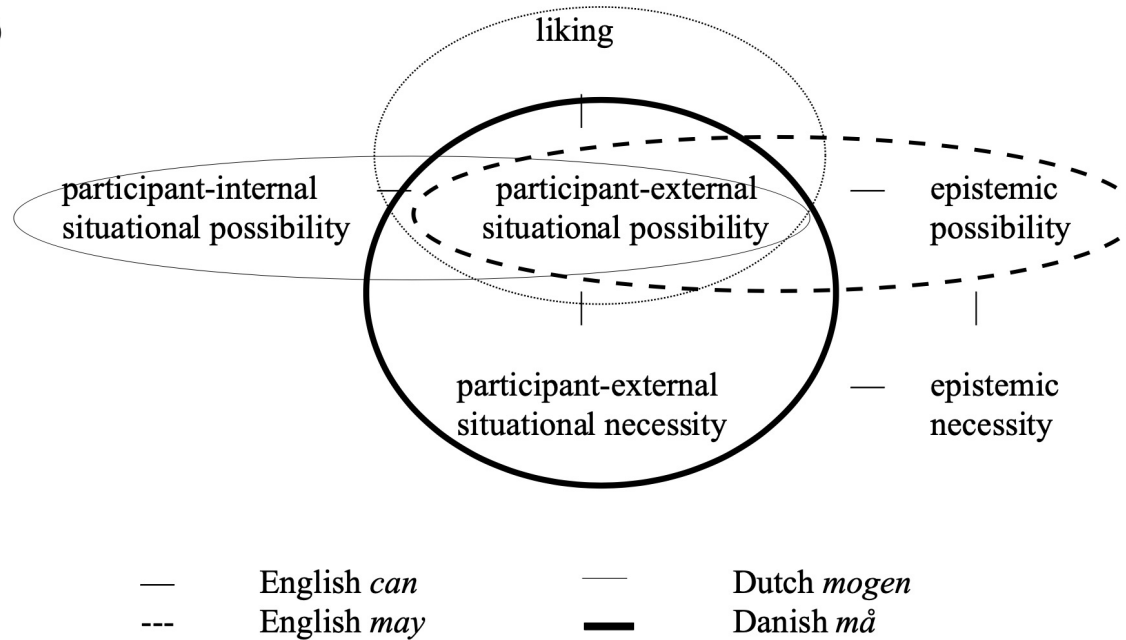 )
liking
participant-internal participant-external — epistemic
situational possibility situational possibility possibility
participant-external — epistemic
situational necessity necessity
— English can — Dutch mogen
--- English may — Danish må